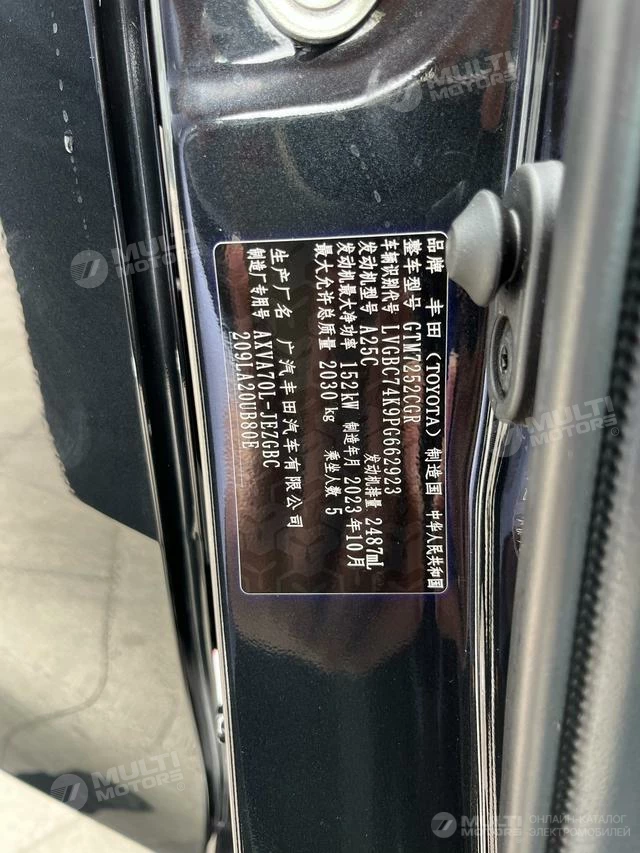 品牌 丰田（TOYOTA） 制造国 中华人民共和国
整车型号 GTM7252CGR
车辆识别代号 LVGBC74K9PG662923
发动机型号 A25C 发动机排量 2487mL
发动机最大净功率 152kW 制造年月 2023年10月
最大允许总质量 2030kg 乘坐人数 5
生产厂名 广汽丰田汽车有限公司
制造厂专用号 AXVA70L-JEZGBC
209LA20UB80E
MULTI MOTORS
MULTI MOTORS
MULTI MOTORS
MULTI MOTORS
ОНЛАЙН-КАТАЛОГ
ЭЛЕКТРОМОБИЛЕЙ